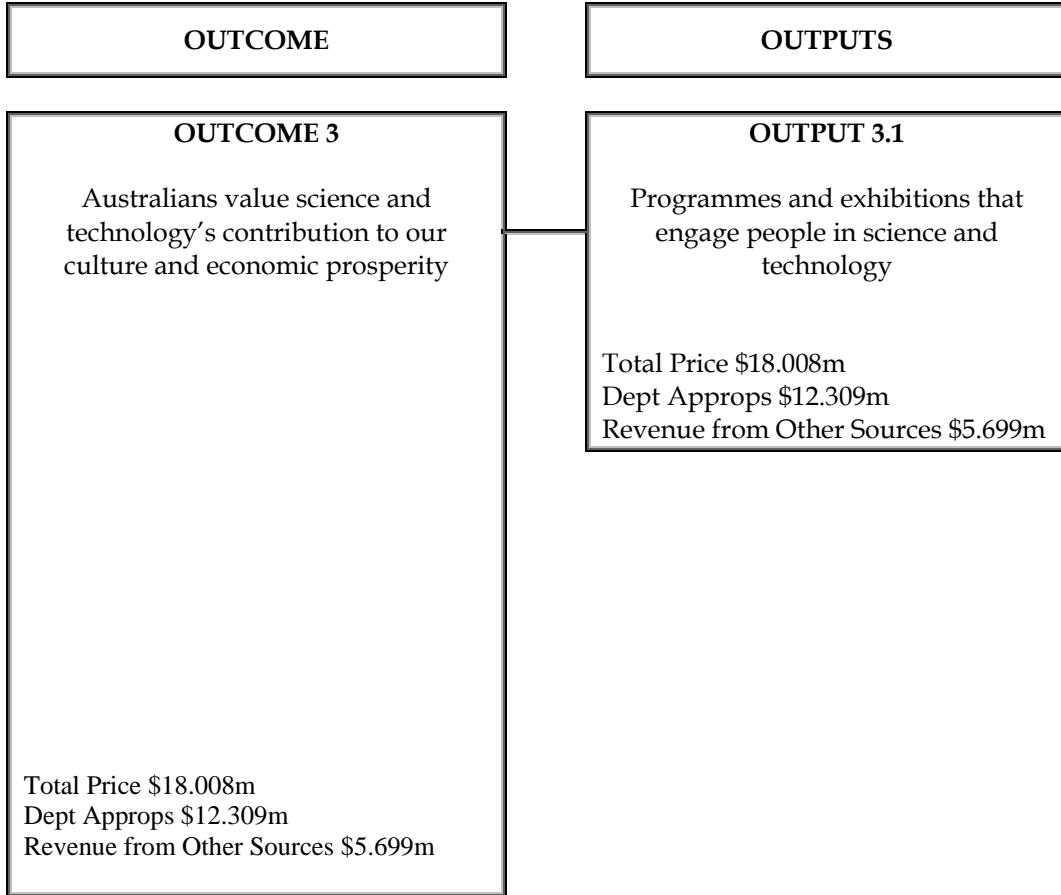 OUTCOME
OUTPUTS
OUTCOME 3
Australians value science and
technology's contribution to our
culture and economic prosperity
Total Price $18.008m
Dept Approps $12.309m
Revenue from Other Sources $5.699m
OUTPUT 3.1
Programmes and exhibitions that
engage people in science and
technology
Total Price $18.008m
Dept Approps $12.309m
Revenue from Other Sources $5.699m